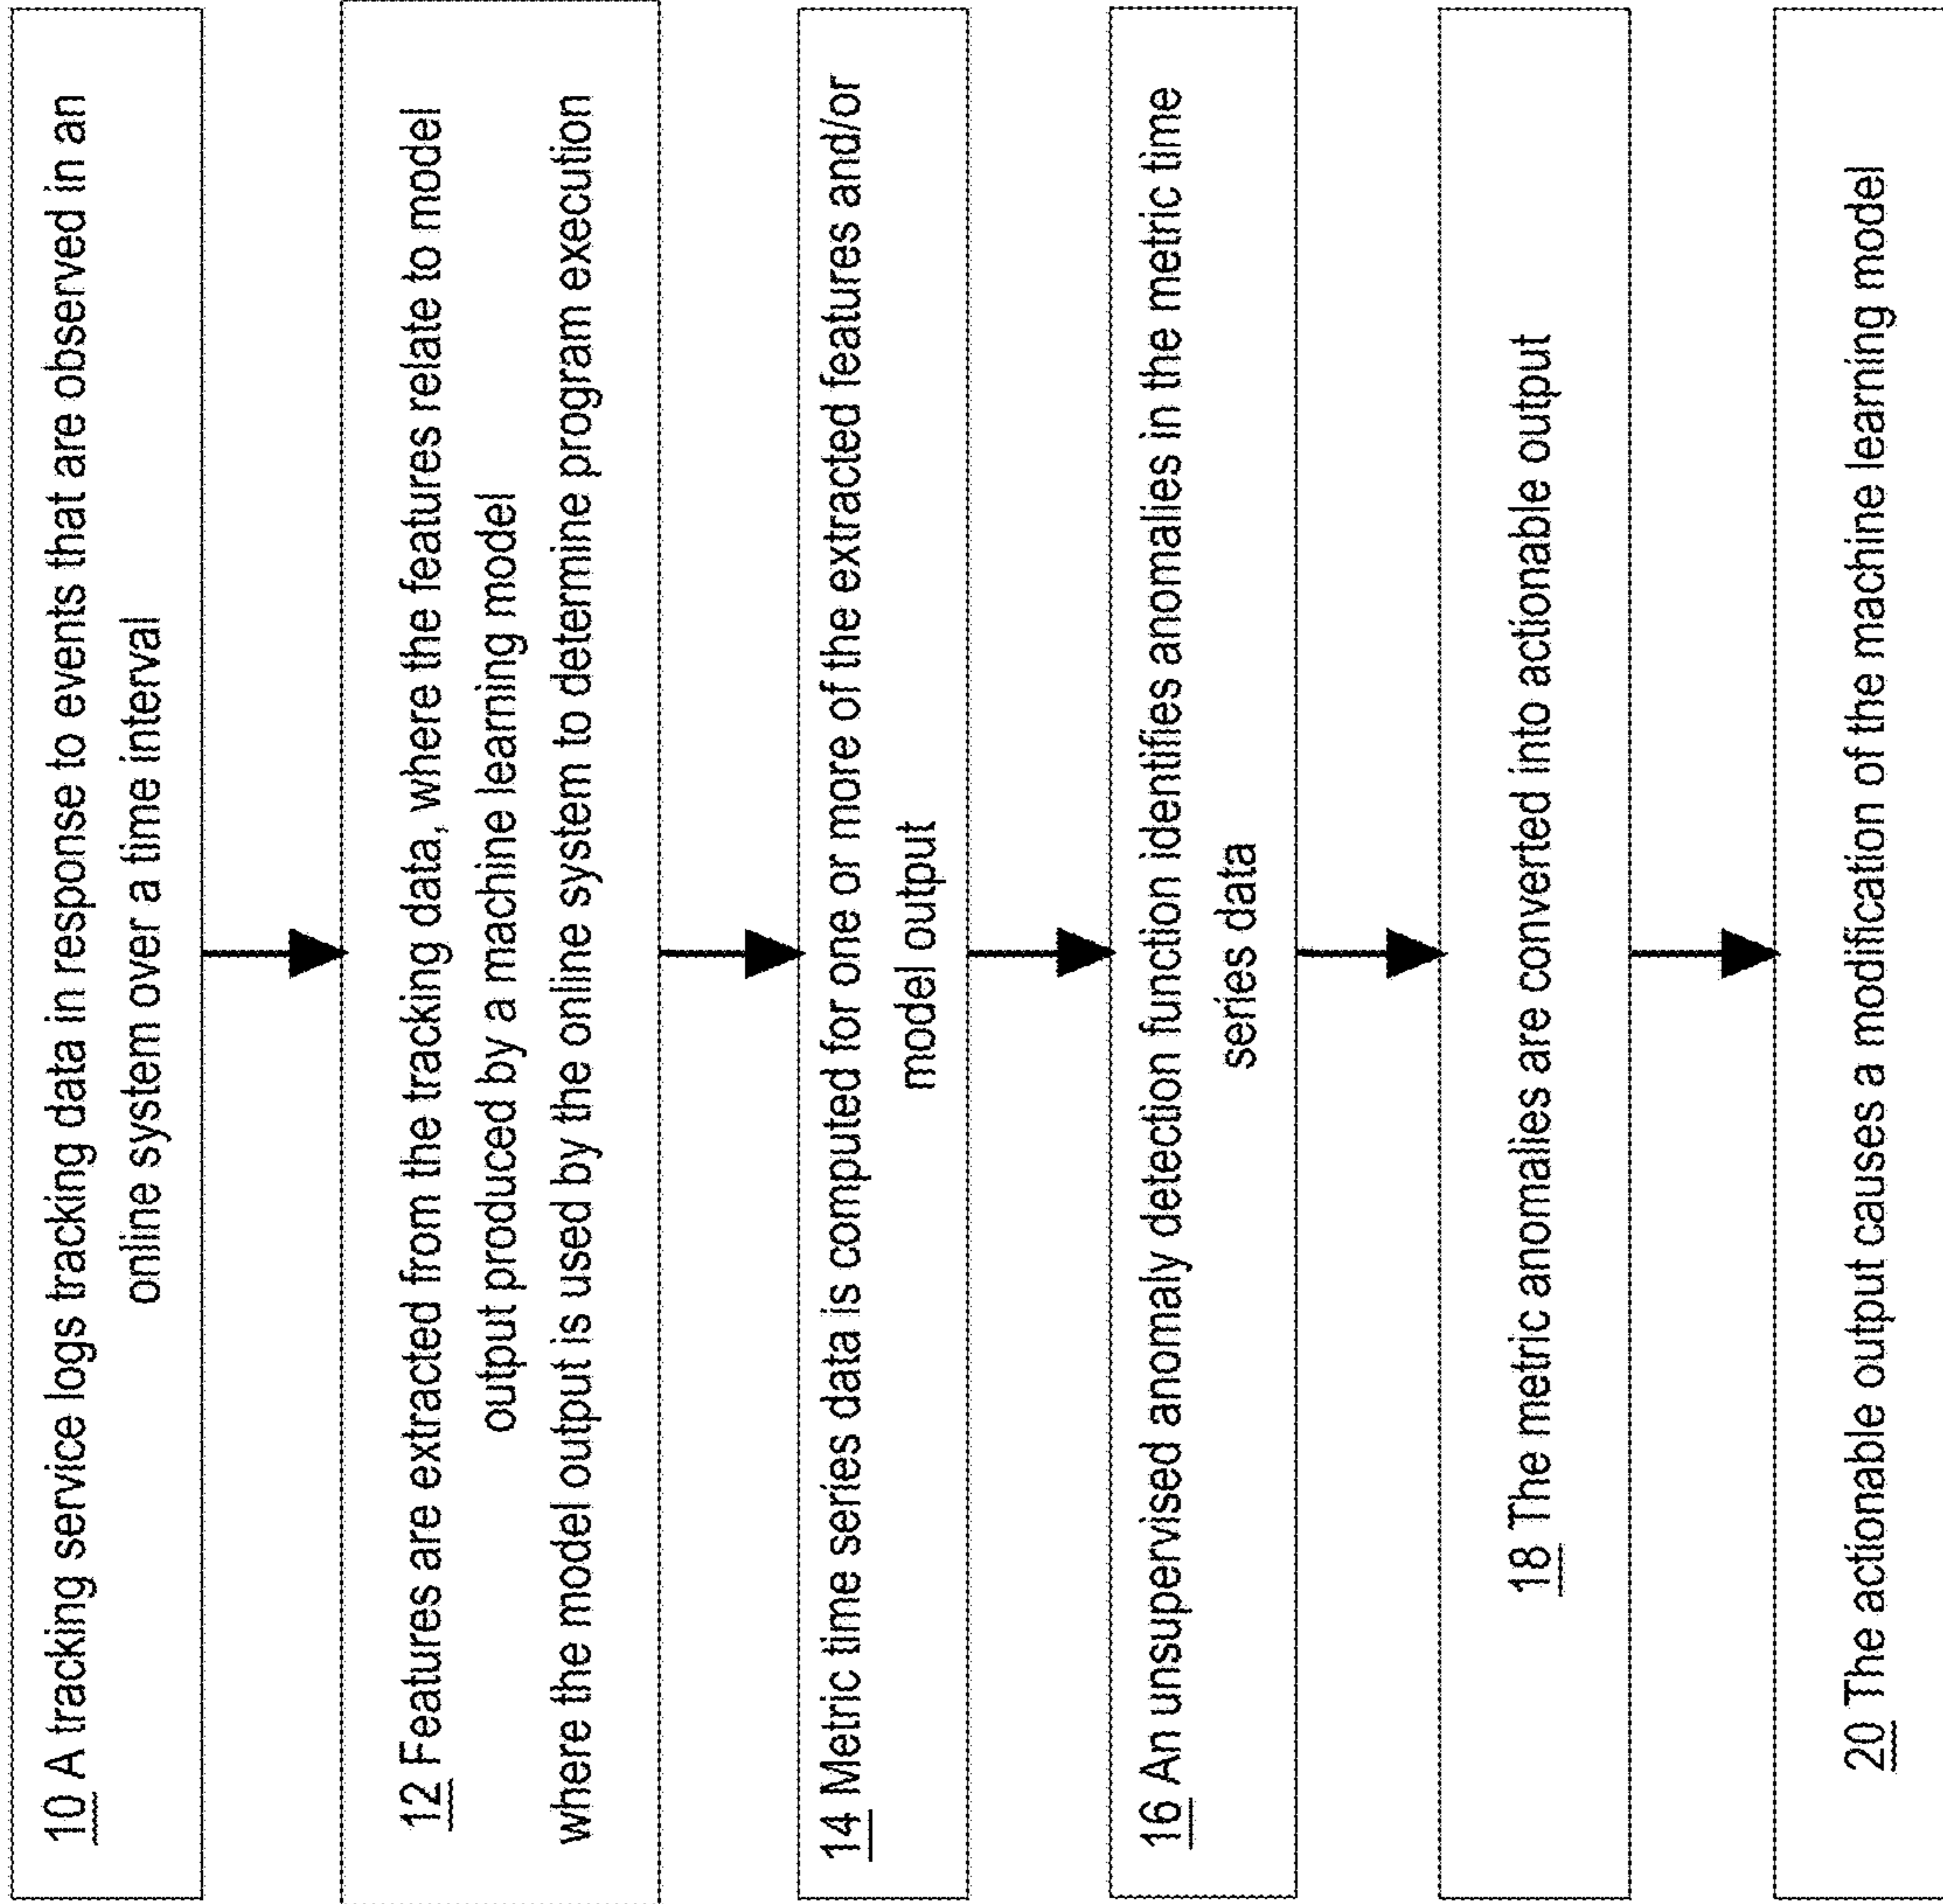 10 A tracking service logs tracking data in response to events that are observed in an
online system over a time interval
12 Features are extracted from the tracking data, where the features relate to model
output produced by a machine learning model
where the model output is used by the online system to determine program execution
14 Metric time series data is computed for one or more of the extracted features and/or
model output
16 An unsupervised anomaly detection function identifies anomalies in the metric time
series data
18 The metric anomalies are converted into actionable output
20 The actionable output causes a modification of the machine learning model